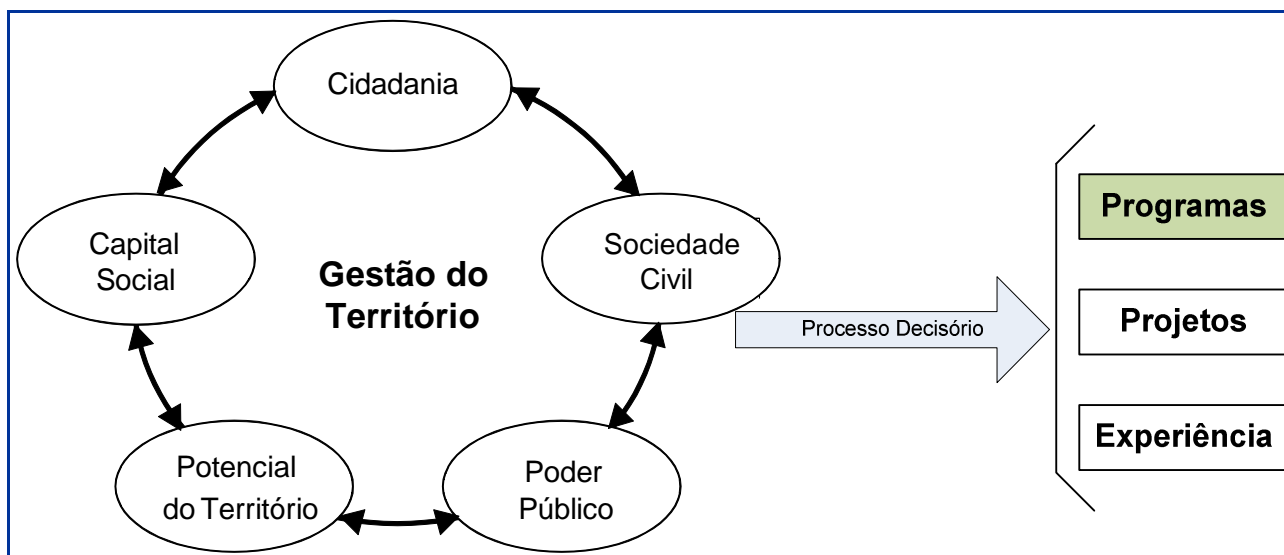 Cidadania
Capital
Social
Gestão do
Território
Sociedade
Civil
Potencial
do Território
Poder
Público
Processo Decisório
Programas
Projetos
Experiência